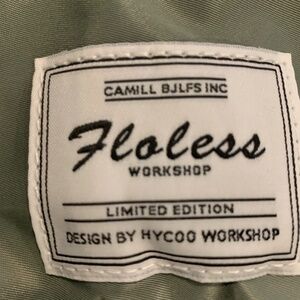 CAMILL BJLFS INC
Floless
WORKSHOP
LIMITED EDITION
DESIGN BY HYCOO WORKSHOP